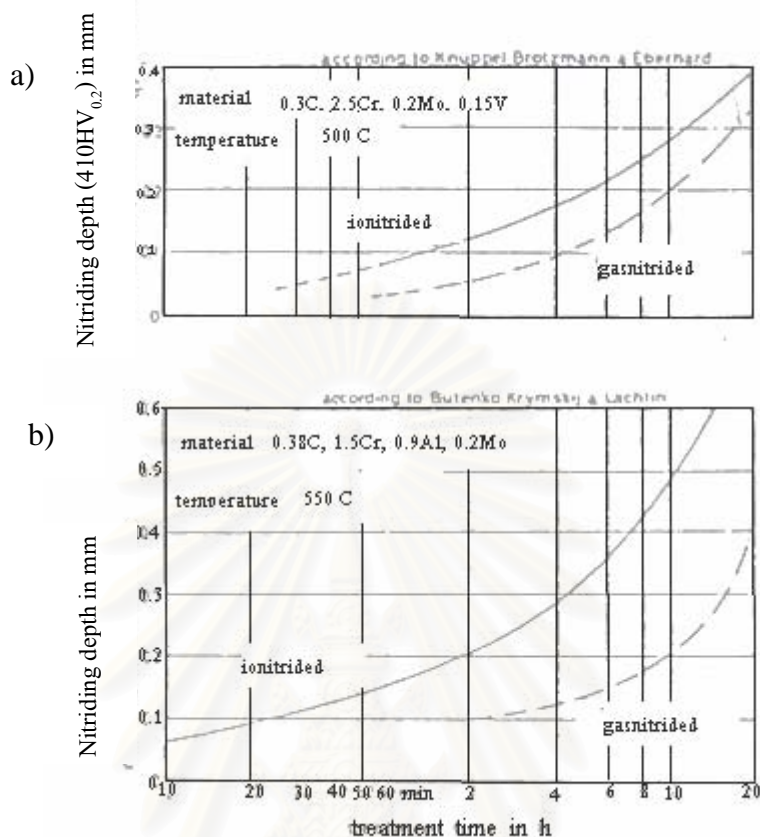 according to Knuppel Brotzmann & Eberhard
a)
Nitriding depth (410HV0.2) in mm
0.4
0.3
0.2
0.1
0
material 0.3C, 2.5Cr, 0.2Mo, 0.15V
temperature 500 C
ionitrided
gasnitrided
according to Butenko Krymskij & Lachtin
b)
Nitriding depth in mm
0.6
0.5
0.4
0.3
0.2
0.1
0
material 0.38C, 1.5Cr, 0.9Al, 0.2Mo
temperature 550 C
ionitrided
gasnitrided
10 20 30 40 50 60 min 2 4 6 8 10 20
treatment time in h